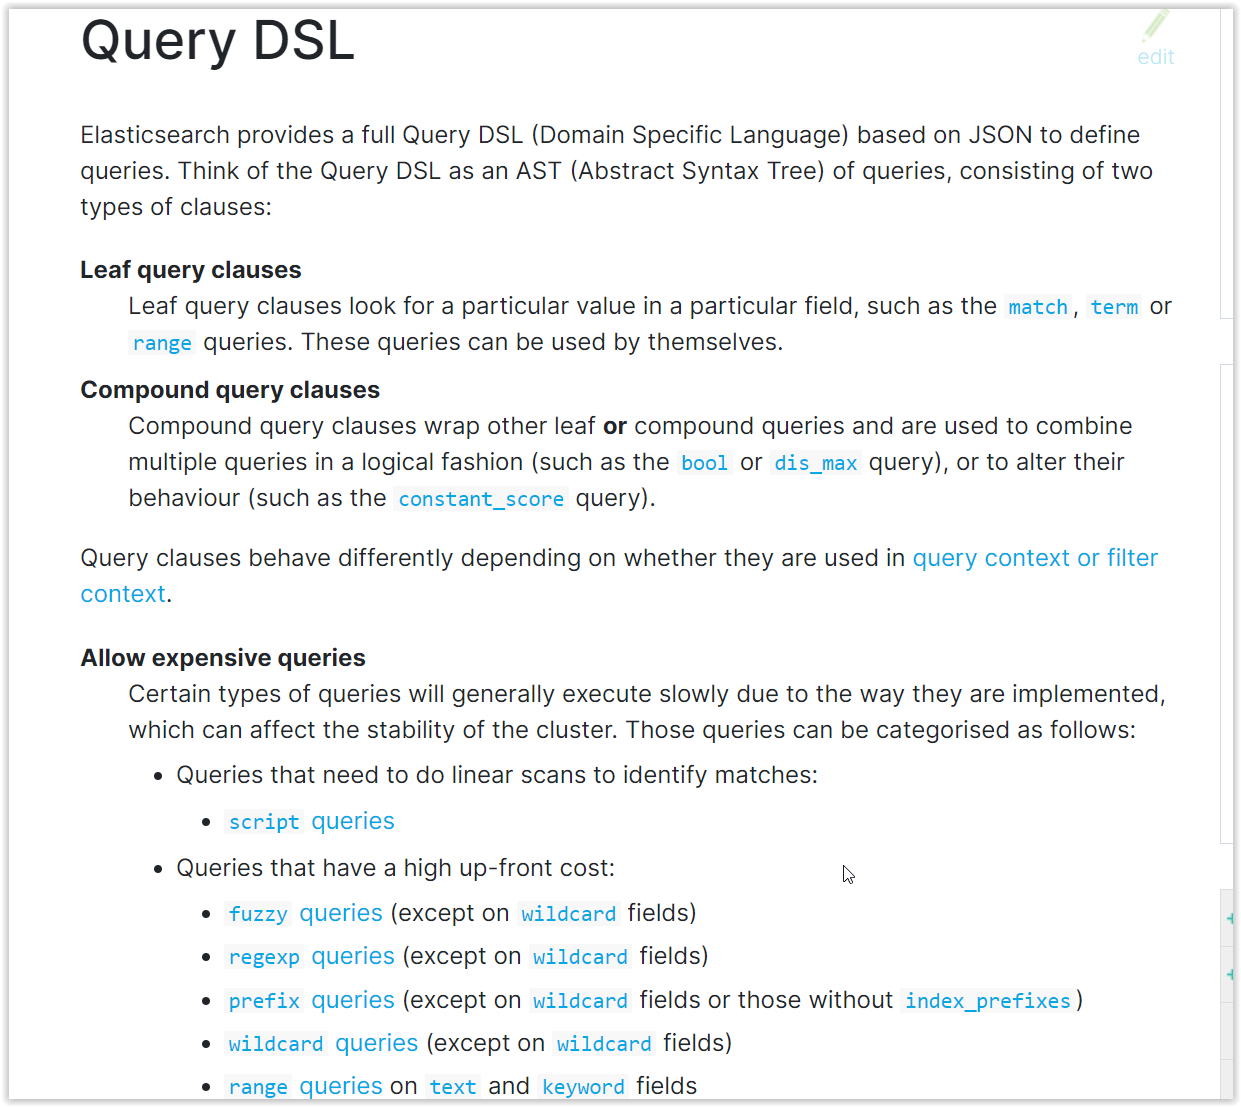 Query DSL
edit
Elasticsearch provides a full Query DSL (Domain Specific Language) based on JSON to define
queries. Think of the Query DSL as an AST (Abstract Syntax Tree) of queries, consisting of two
types of clauses:
Leaf query clauses
Leaf query clauses look for a particular value in a particular field, such as the match, term or
range queries. These queries can be used by themselves.
Compound query clauses
Compound query clauses wrap other leaf or compound queries and are used to combine
multiple queries in a logical fashion (such as the bool or dis_max query), or to alter their
behaviour (such as the constant_score query).
Query clauses behave differently depending on whether they are used in query context or filter
context.
Allow expensive queries
Certain types of queries will generally execute slowly due to the way they are implemented,
which can affect the stability of the cluster. Those queries can be categorised as follows:
• Queries that need to do linear scans to identify matches:
• script queries
• Queries that have a high up-front cost:
• fuzzy queries (except on wildcard fields)
• regexp queries (except on wildcard fields)
• prefix queries (except on wildcard fields or those without index_prefixes)
• wildcard queries (except on wildcard fields)
• range queries on text and keyword fields